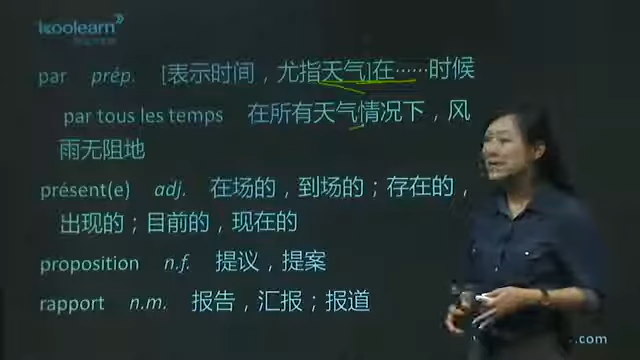 koolearn
par prép. [表示时间，尤指天气]在……时候
par tous les temps 在所有天气情况下，风
雨无阻地
présent(e) adj. 在场的，到场的；存在的，
出现的；目前的，现在的
proposition n.f. 提议，提案
rapport n.m. 报告，汇报；报道
.com